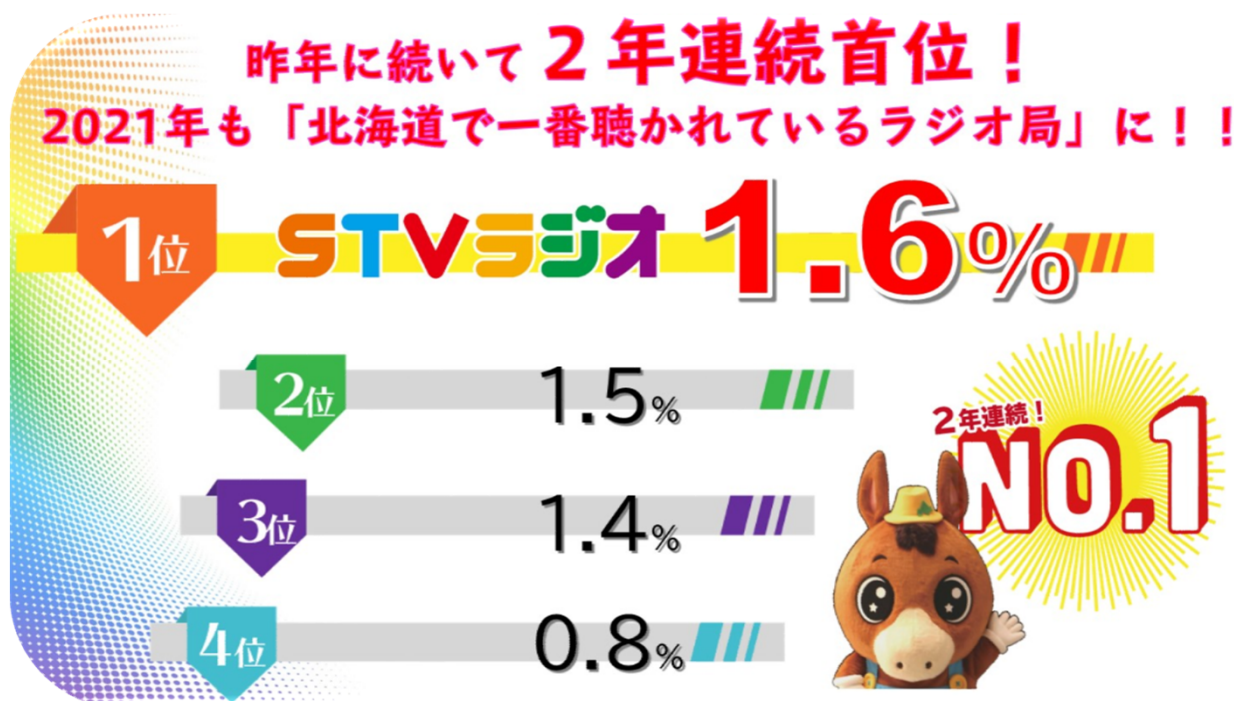 昨年に続いて2年連続首位！
2021年も「北海道で一番聴かれているラジオ局」に！！
1位 STVラジオ 1.6%
2位 1.5%
3位 1.4%
4位 0.8%
2年連続！
NO.1